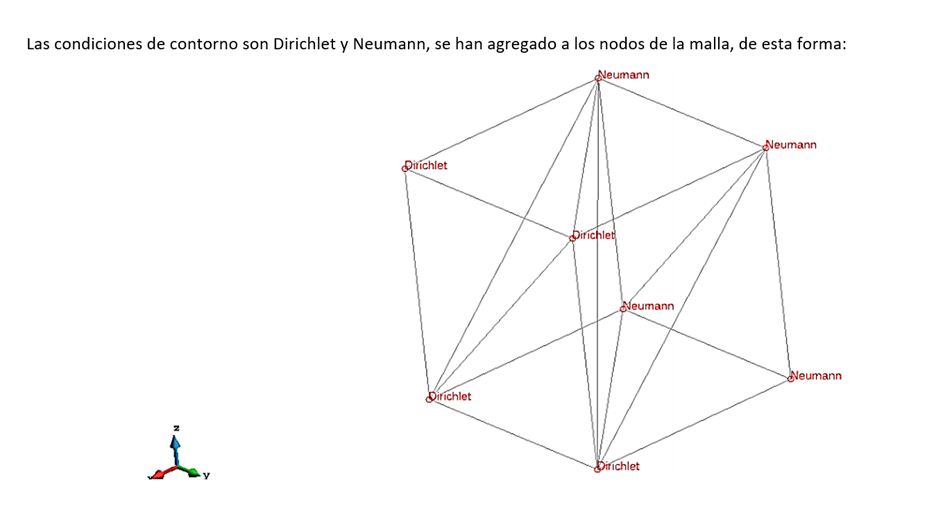 Las condiciones de contorno son Dirichlet y Neumann, se han agregado a los nodos de la malla, de esta forma:
Neumann
Neumann
Dirichlet
Dirichlet
Neumann
Neumann
Dirichlet
z
Dirichlet
y